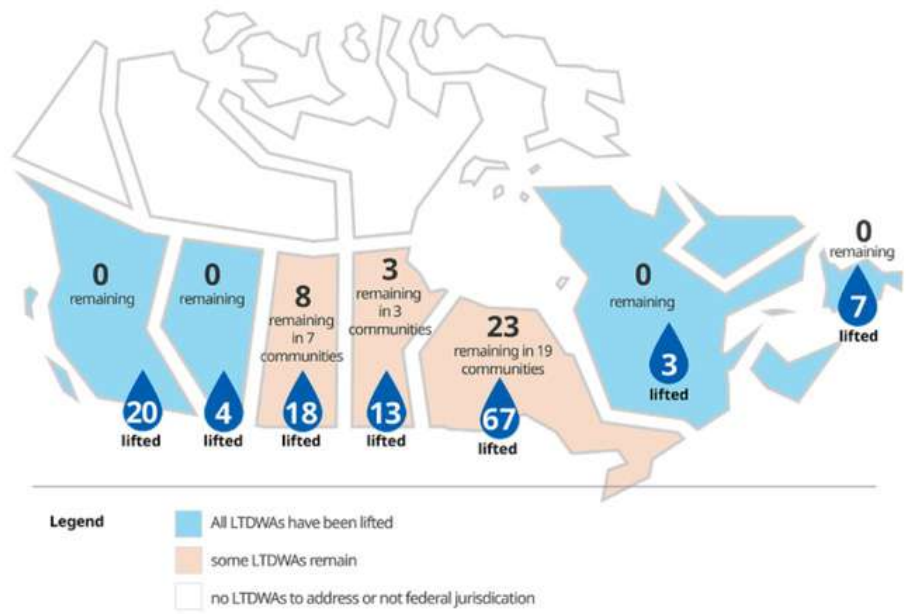 0
remaining
20
lifted
0
remaining
4
lifted
8
remaining
in 7
communities
18
lifted
3
remaining
in 3
communities
13
lifted
23
remaining in 19
communities
67
lifted
0
remaining
3
lifted
0
remaining
7
lifted
Legend
All LTDWAs have been lifted
some LTDWAs remain
no LTDWAs to address or not federal jurisdication